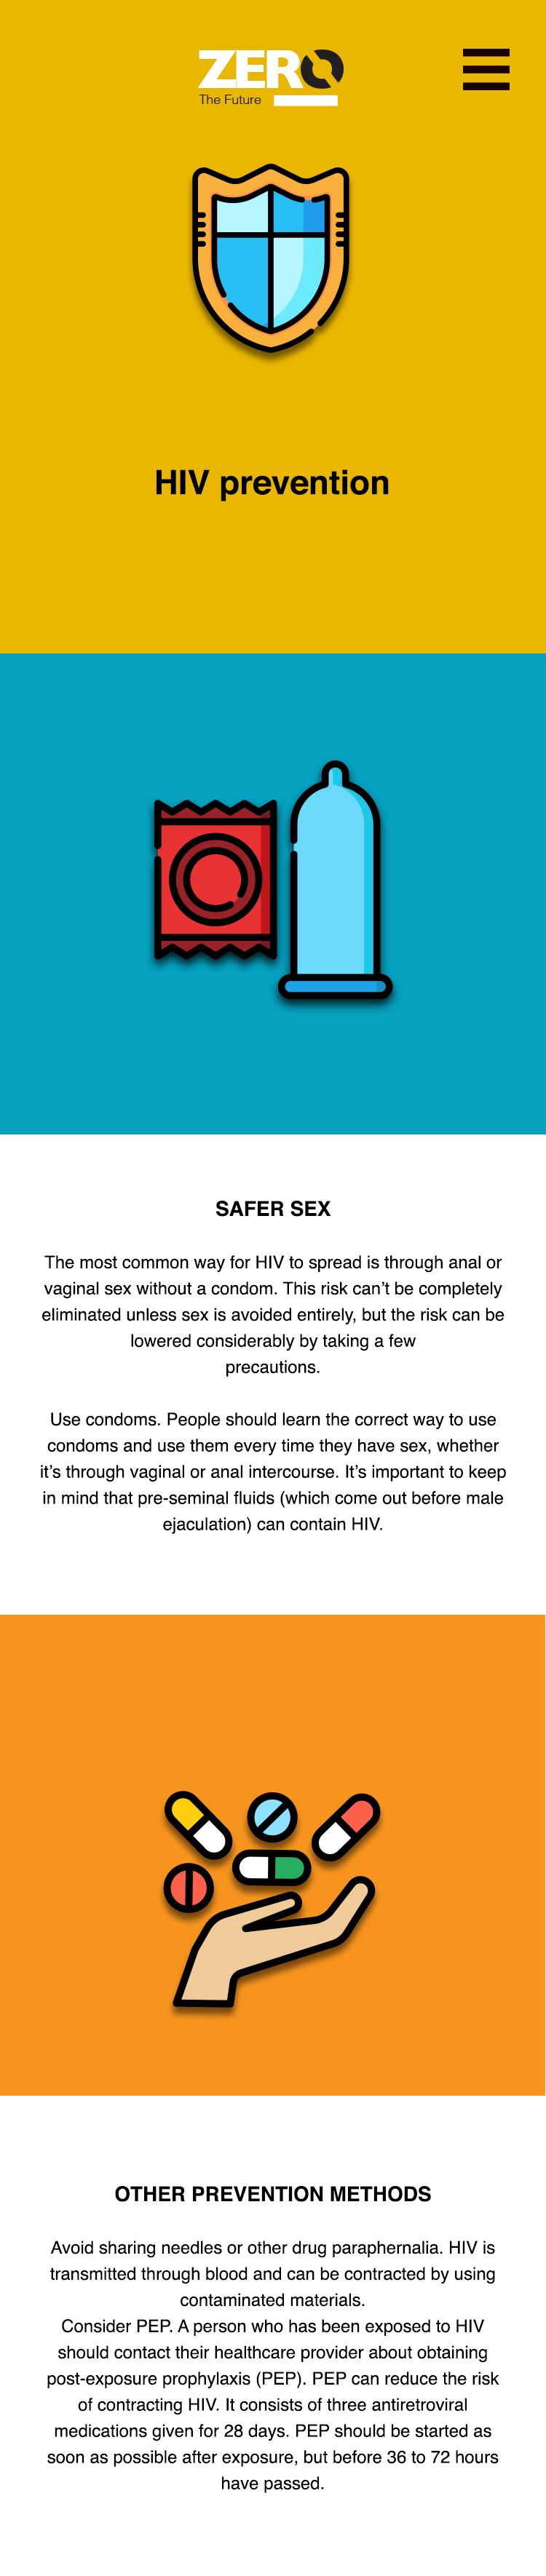 ZERO
The Future
HIV prevention
SAFER SEX
The most common way for HIV to spread is through anal or
vaginal sex without a condom. This risk can’t be completely
eliminated unless sex is avoided entirely, but the risk can be
lowered considerably by taking a few
precautions.
Use condoms. People should learn the correct way to use
condoms and use them every time they have sex, whether
it’s through vaginal or anal intercourse. It’s important to keep
in mind that pre-seminal fluids (which come out before male
ejaculation) can contain HIV.
OTHER PREVENTION METHODS
Avoid sharing needles or other drug paraphernalia. HIV is
transmitted through blood and can be contracted by using
contaminated materials.
Consider PEP. A person who has been exposed to HIV
should contact their healthcare provider about obtaining
post-exposure prophylaxis (PEP). PEP can reduce the risk
of contracting HIV. It consists of three antiretroviral
medications given for 28 days. PEP should be started as
soon as possible after exposure, but before 36 to 72 hours
have passed.